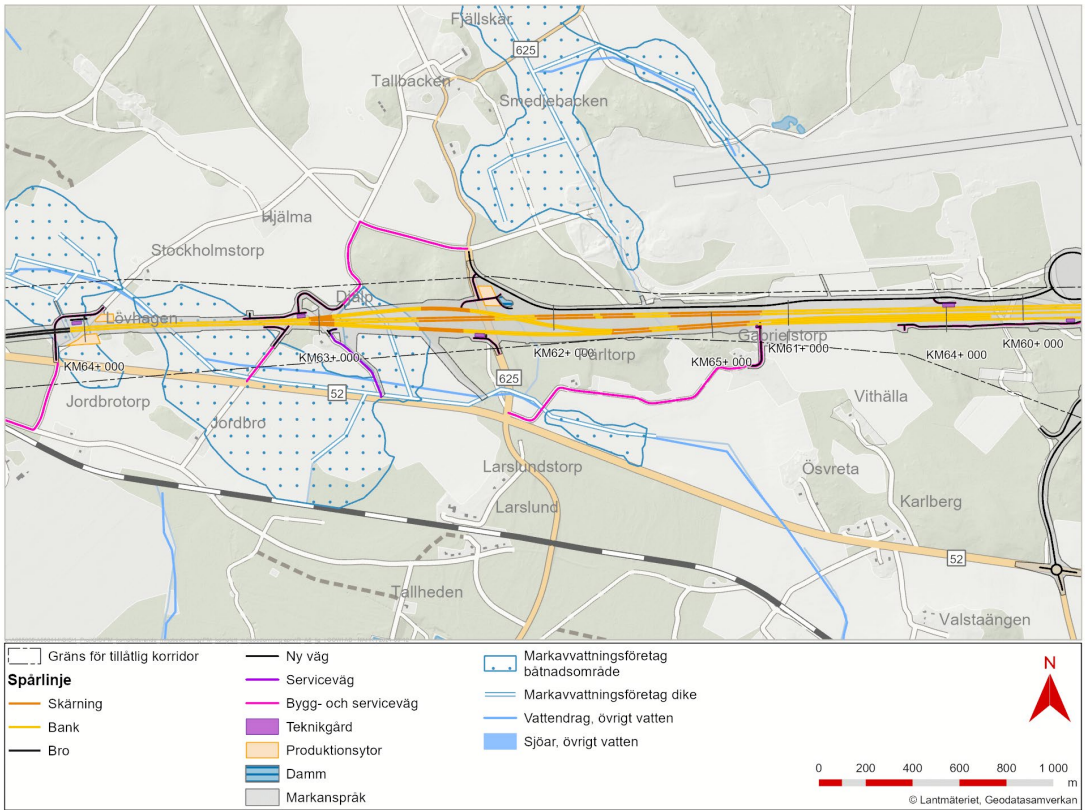 Fjällskär
625
Tallbacken
Smedjebacken
Hjälma
Stockholmstorp
Djälp
Lövhagen
KM64+ 000
KM63+ 000
KM62+ 000
Pärltorp
KM65+ 000
Gabrielstorp
KM61+ 000
KM64+ 000
KM60+ 000
625
52
Jordbrotorp
Jordbro
Vithälla
Larslundstorp
Ösvreta
Larslund
Karlberg
52
Tallheden
Valstaängen
Gräns för tillåtlig korridor
Spårlinje
Skärning
Bank
Bro
Ny väg
Serviceväg
Bygg- och serviceväg
Teknikgård
Produktionsytor
Damm
Markanspråk
Markavvattningsföretag
båtnadsområde
Markavvattningsföretag dike
Vattendrag, övrigt vatten
Sjöar, övrigt vatten
N
0 200 400 600 800 1 000
m
© Lantmäteriet, Geodatasamverkan